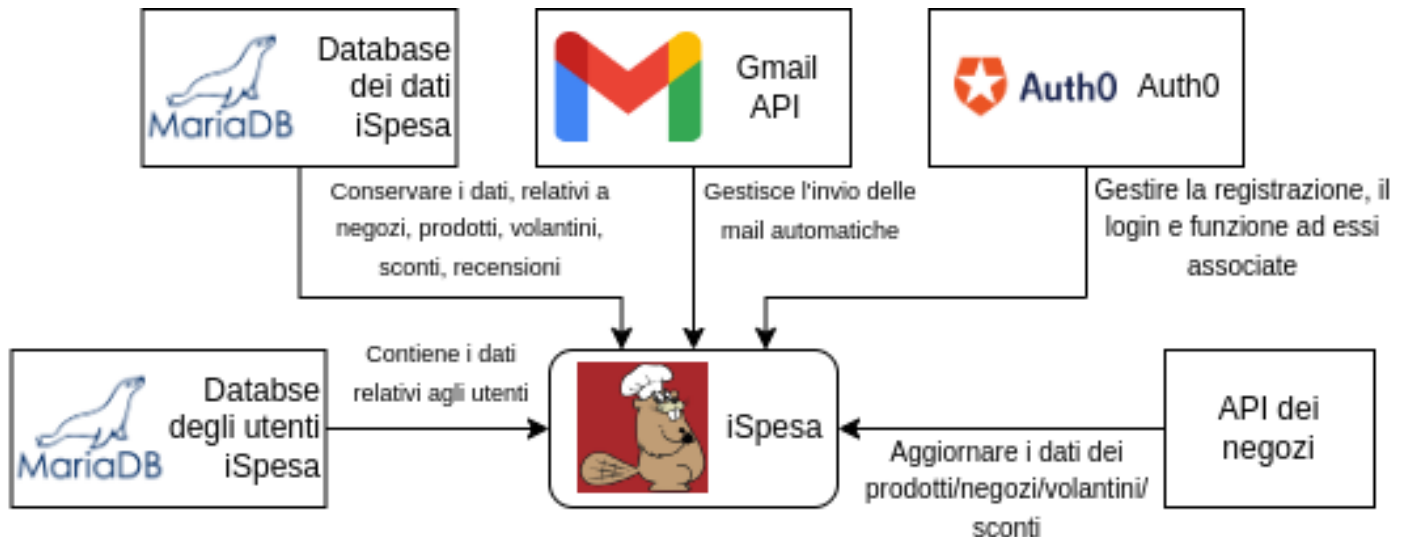 MariaDB
Database
dei dati
iSpesa
Gmail
API
Auth0
Auth0
Conservare i dati, relativi a
negozi, prodotti, volantini,
sconti, recensioni
Gestisce l'invio delle
mail automatiche
Gestire la registrazione, il
login e funzione ad essi
associate
MariaDB
Databse
degli utenti
iSpesa
Contiene i dati
relativi agli utenti
iSpesa
Aggiornare i dati dei
prodotti/negozi/volantini/
sconti
API dei
negozi